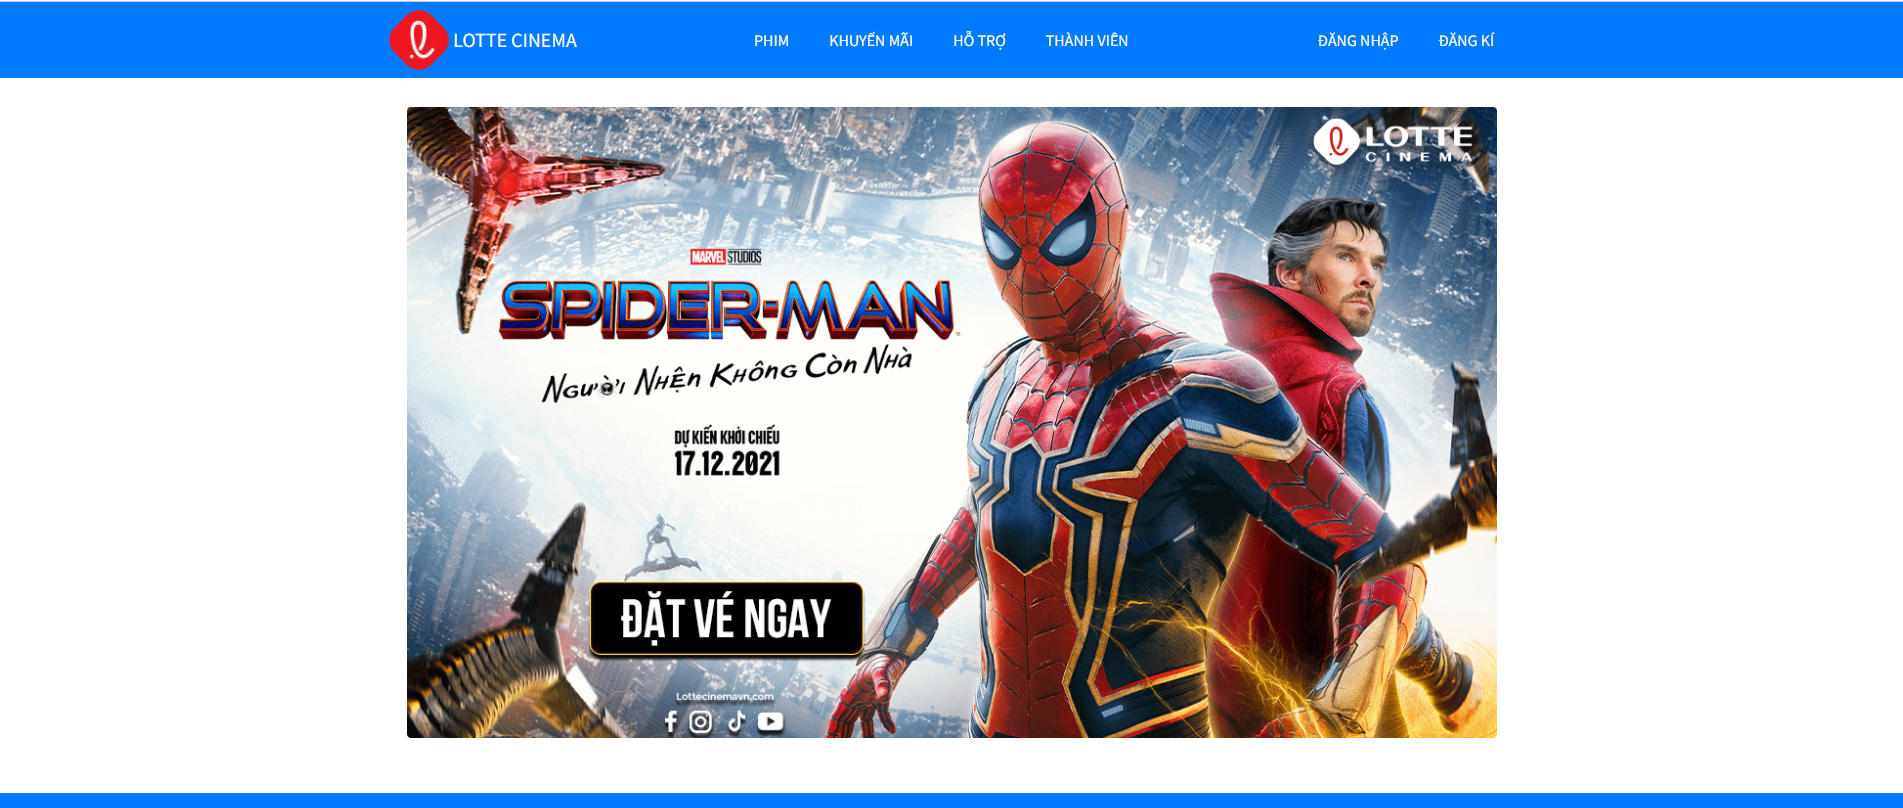 LOTTE CINEMA
PHIM
KHUYẾN MÃI
HỖ TRỢ
THÀNH VIÊN
ĐĂNG NHẬP
ĐĂNG KÍ
LOTTE
CINEMA
MARVEL STUDIOS
SPIDER-MAN
NGƯỜI NHỆN KHÔNG CÒN NHÀ
DỰ KIẾN KHỞI CHIẾU
17.12.2021
ĐẶT VÉ NGAY
Lottecinemavn.com